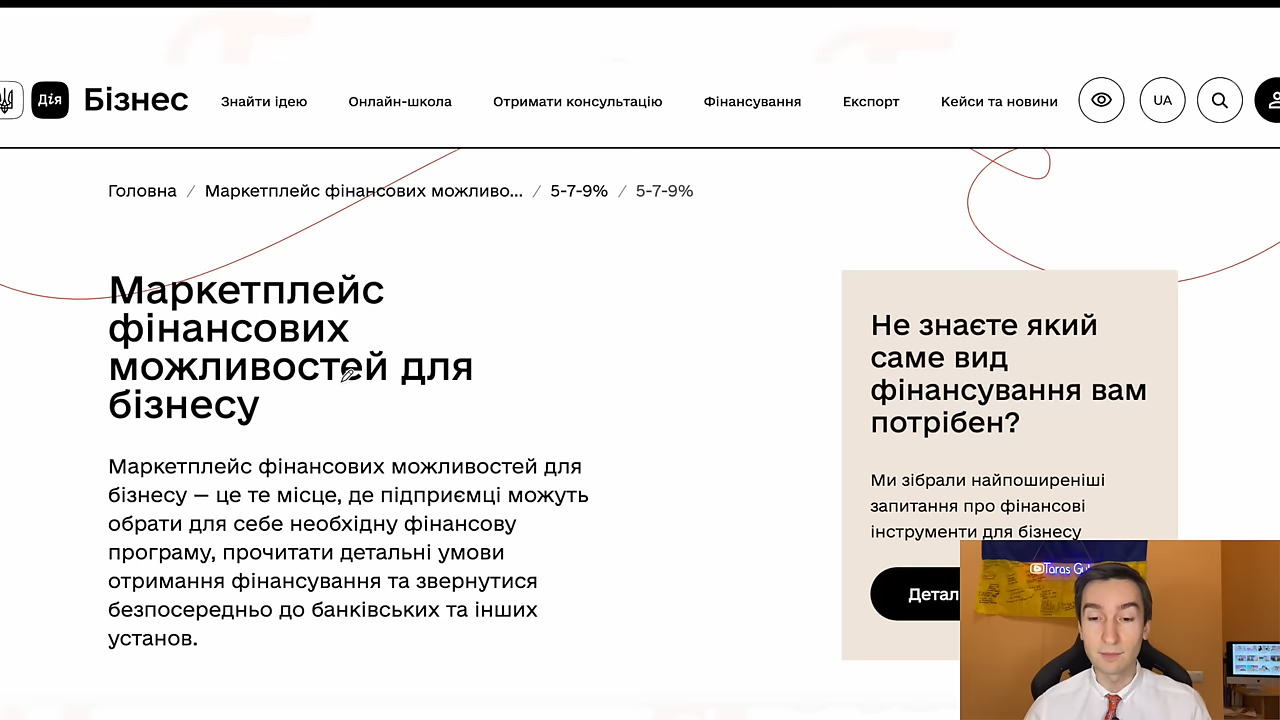 Дія Бізнес Знайти ідею Онлайн-школа Отримати консультацію Фінансування Експорт Кейси та новини UA
Головна / Маркетплейс фінансових можливо... / 5-7-9% / 5-7-9%
Маркетплейс
фінансових
можливостей для
бізнесу
Маркетплейс фінансових можливостей для
бізнесу — це те місце, де підприємці можуть
обрати для себе необхідну фінансову
програму, прочитати детальні умови
отримання фінансування та звернутися
безпосередньо до банківських та інших
установ.
Не знаєте який
саме вид
фінансування вам
потрібен?
Ми зібрали найпоширеніші
запитання про фінансові
інструменти для бізнесу
Детал
Taras